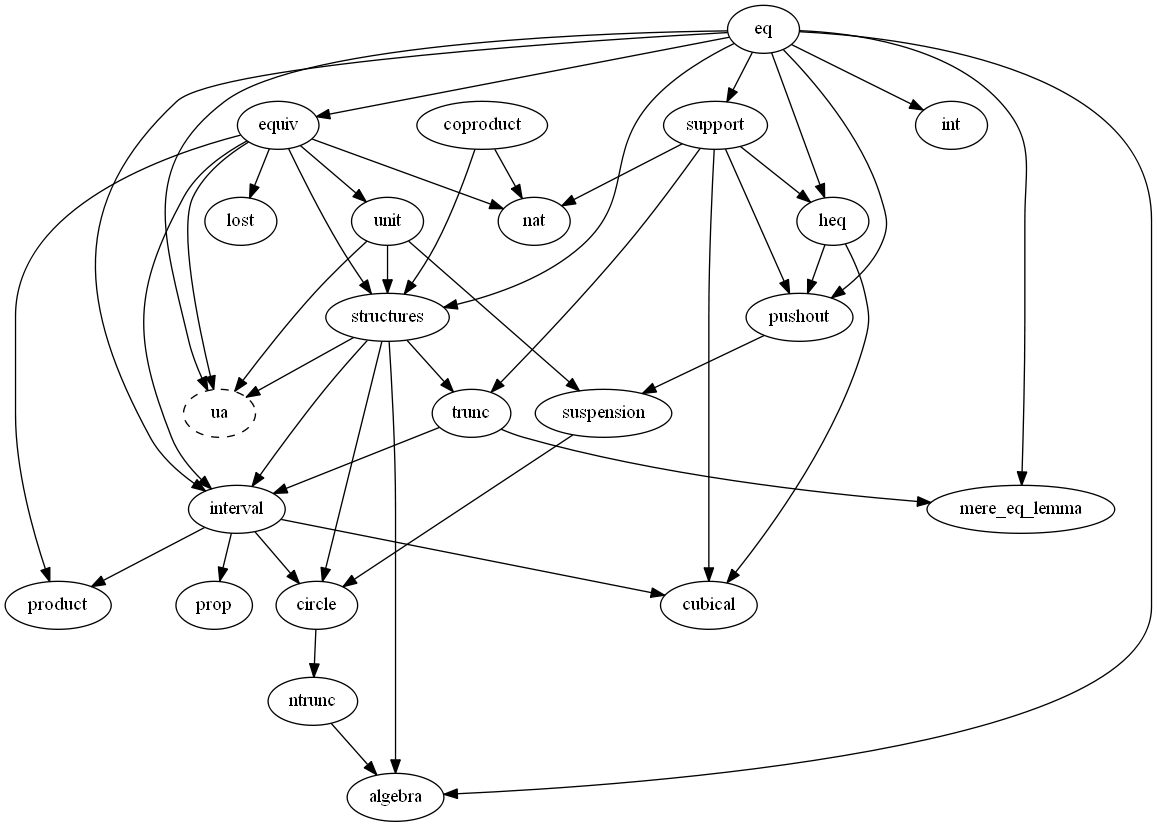 eq
equiv
coproduct
support
int
lost
unit
nat
heq
structures
pushout
ua
trunc
suspension
interval
mere_eq_lemma
product
prop
circle
cubical
ntrunc
algebra